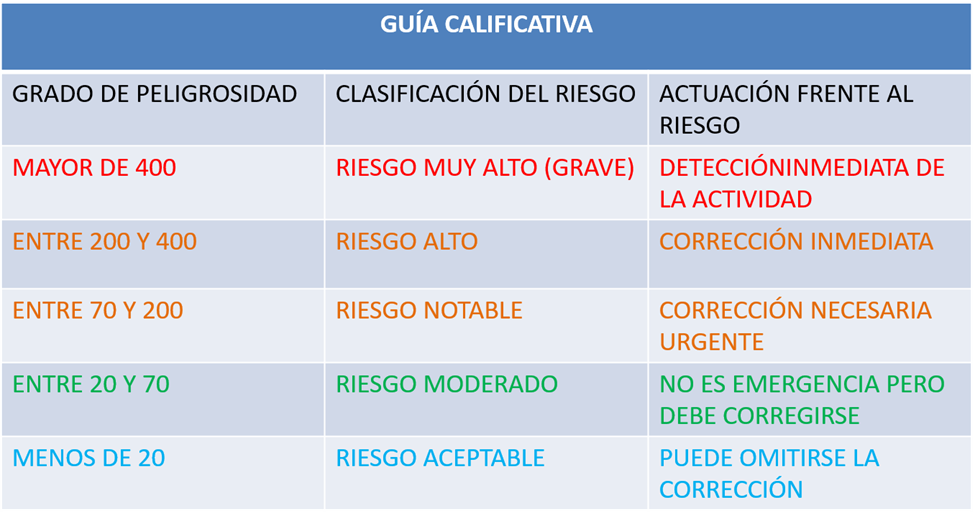 GUÍA CALIFICATIVA
GRADO DE PELIGROSIDAD
CLASIFICACIÓN DEL RIESGO
ACTUACIÓN FRENTE AL
RIESGO
MAYOR DE 400
RIESGO MUY ALTO (GRAVE)
DETECCIÓNINMEDIATA DE
LA ACTIVIDAD
ENTRE 200 Y 400
RIESGO ALTO
CORRECCIÓN INMEDIATA
ENTRE 70 Y 200
RIESGO NOTABLE
CORRECCIÓN NECESARIA
URGENTE
ENTRE 20 Y 70
RIESGO MODERADO
NO ES EMERGENCIA PERO
DEBE CORREGIRSE
MENOS DE 20
RIESGO ACEPTABLE
PUEDE OMITIRSE LA
CORRECCIÓN